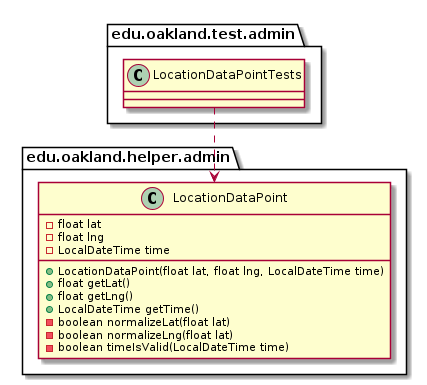 edu.oakland.test.admin
C LocationDataPointTests
edu.oakland.helper.admin
C LocationDataPoint
float lat
float lng
LocalDateTime time
LocationDataPoint(float lat, float lng, LocalDateTime time)
float getLat()
float getLng()
LocalDateTime getTime()
boolean normalizeLat(float lat)
boolean normalizeLng(float lat)
boolean timeIsValid(LocalDateTime time)